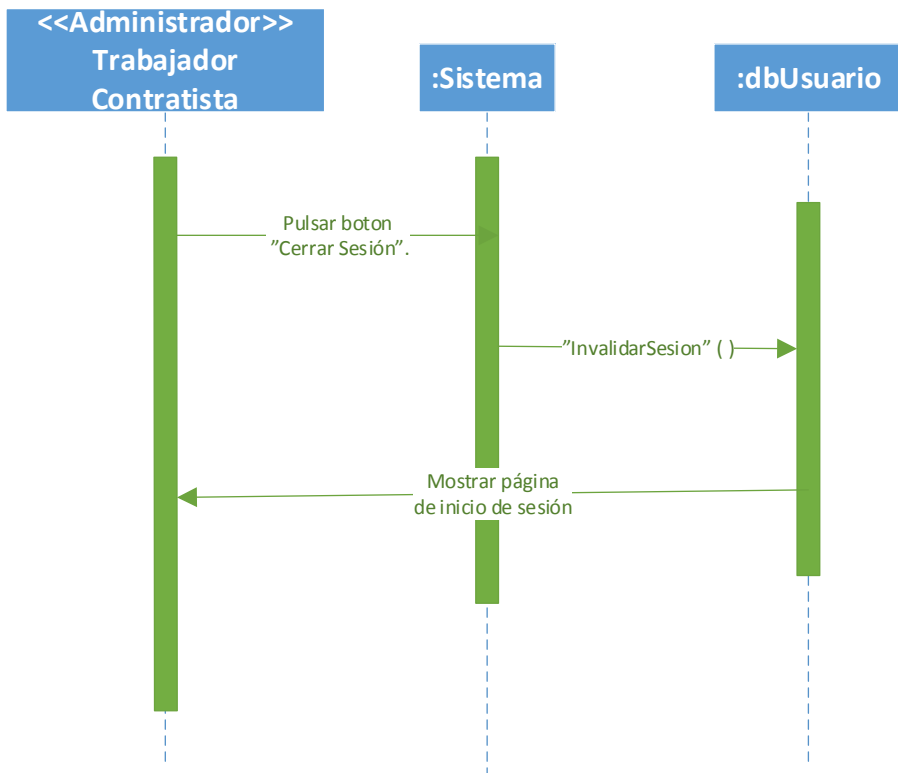 <<Administrador>>
Trabajador
Contratista
:Sistema
:dbUsuario
Pulsar boton
”Cerrar Sesión”.
”InvalidarSesion” ( )
Mostrar página
de inicio de sesión